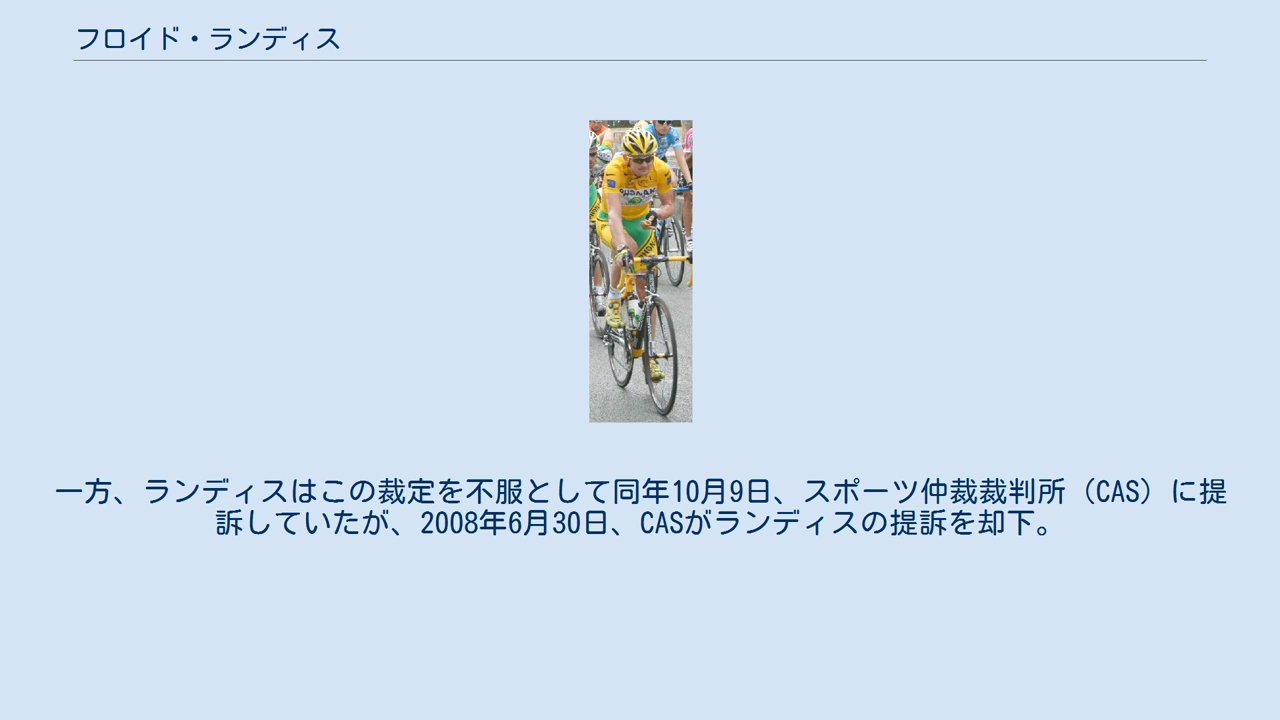 フロイド・ランディス
一方、ランディスはこの裁定を不服として同年10月9日、スポーツ仲裁裁判所（CAS）に提
訴していたが、2008年6月30日、CASがランディスの提訴を却下。